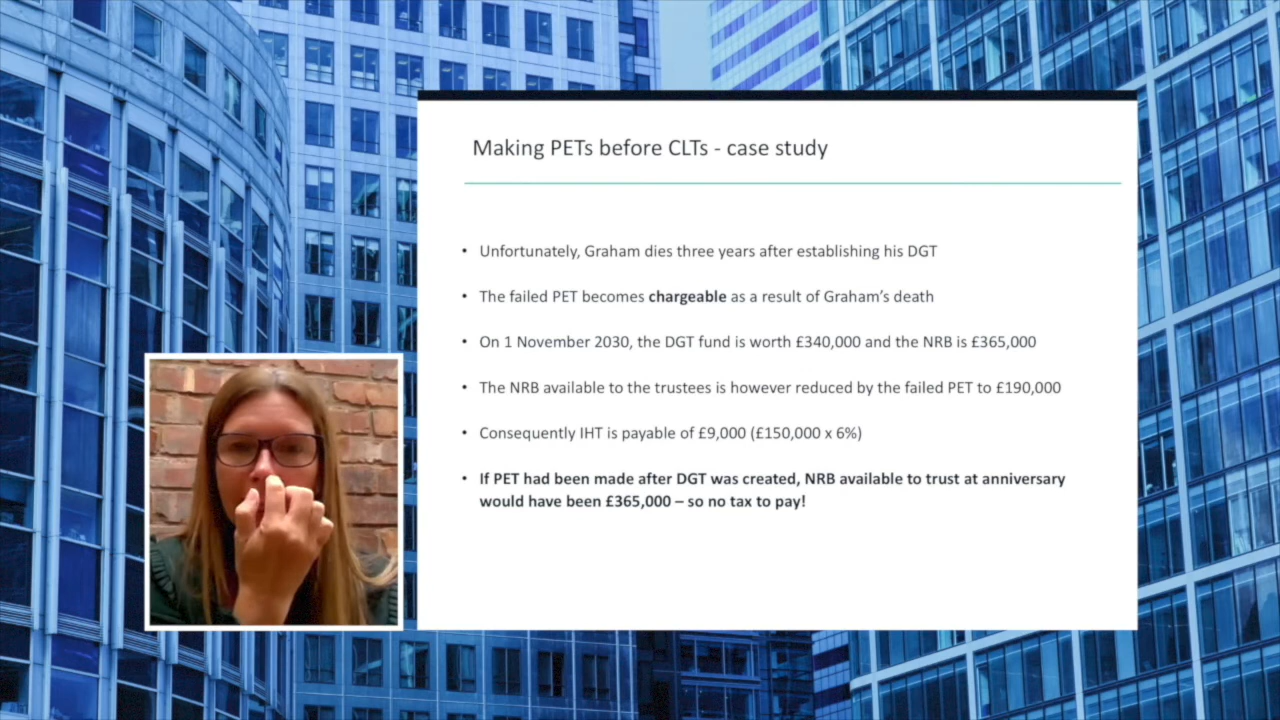 Making PETs before CLTs - case study
• Unfortunately, Graham dies three years after establishing his DGT
• The failed PET becomes chargeable as a result of Graham's death
• On 1 November 2030, the DGT fund is worth £340,000 and the NRB is £365,000
• The NRB available to the trustees is however reduced by the failed PET to £190,000
• Consequently IHT is payable of £9,000 (£150,000 x 6%)
• If PET had been made after DGT was created, NRB available to trust at anniversary
would have been £365,000 – so no tax to pay!